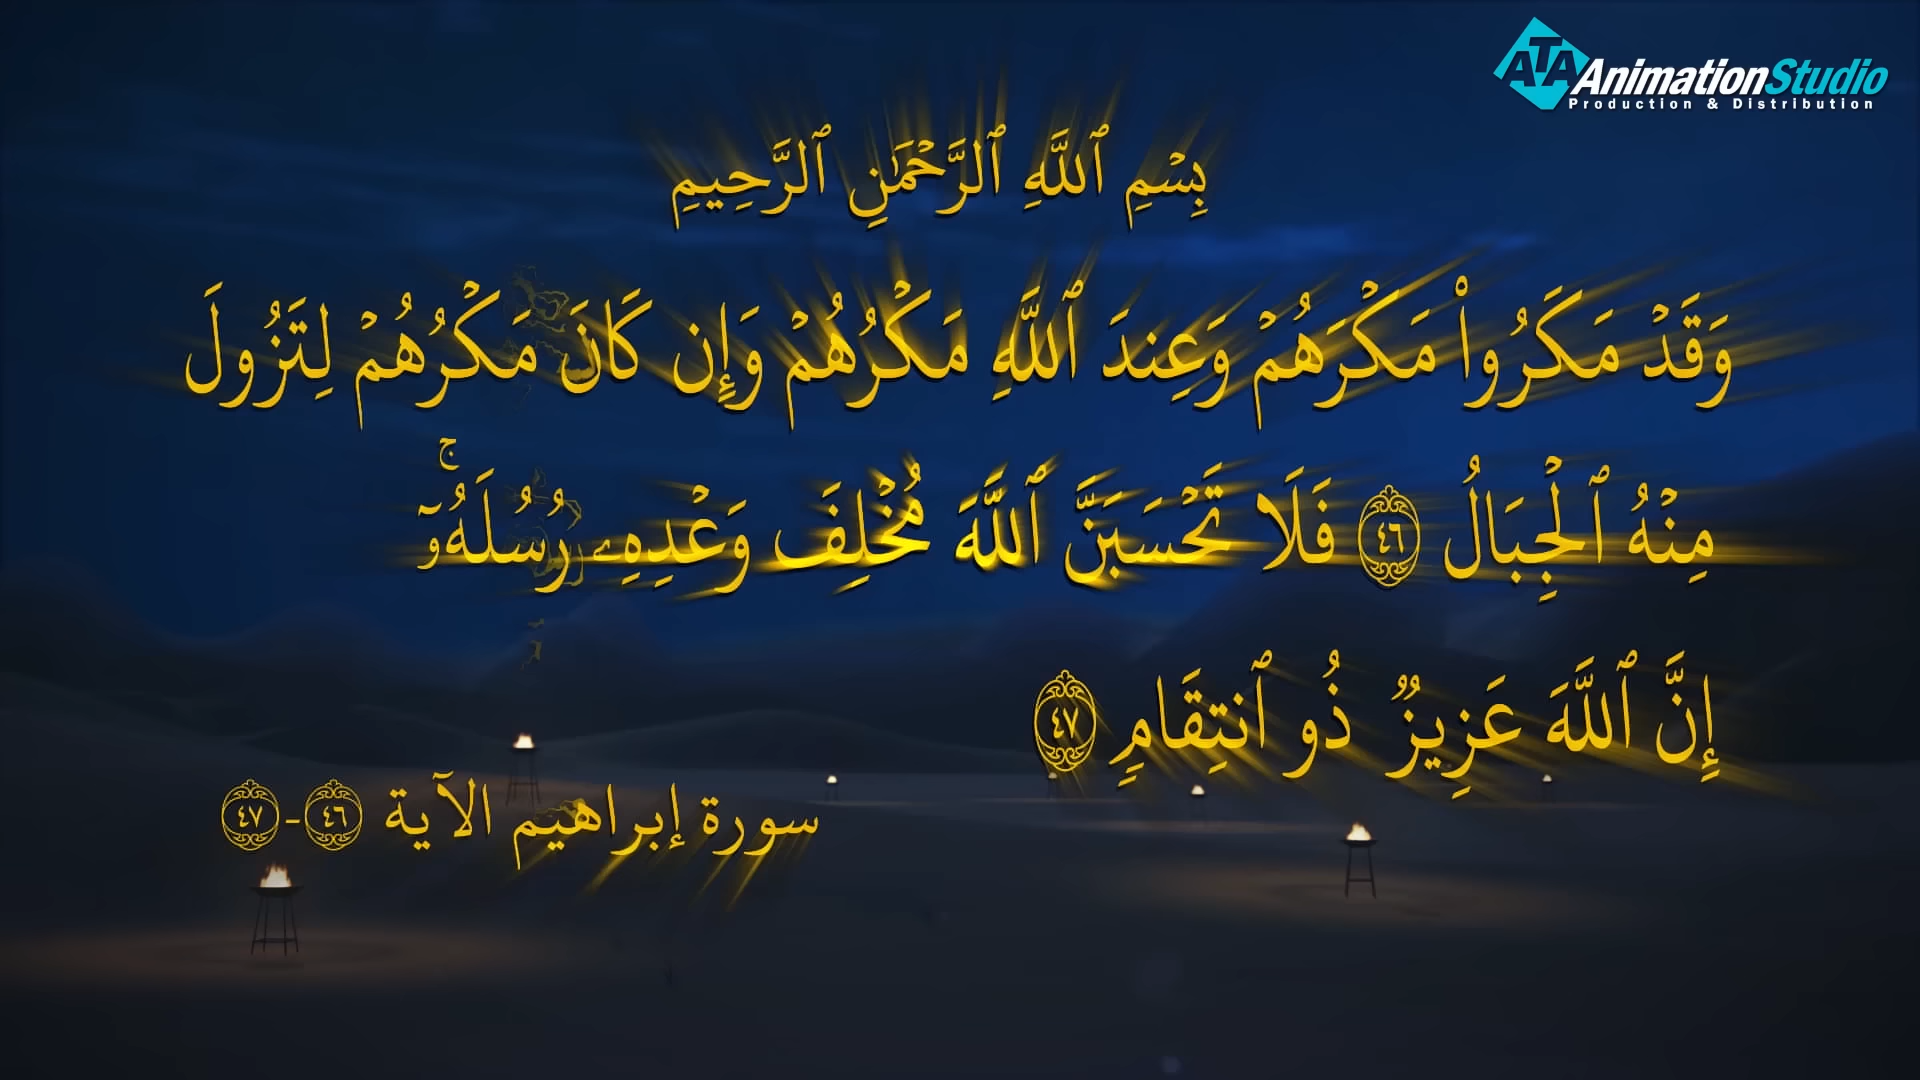 ATA AnimationStudio
Production & Distribution
بِسْمِ ٱللَّهِ ٱلرَّحْمَٰنِ ٱلرَّحِيمِ
وَقَدْ مَكَرُوا۟ مَكْرَهُمْ وَعِندَ ٱللَّهِ مَكْرُهُمْ وَإِن كَانَ مَكْرُهُمْ لِتَزُولَ
مِنْهُ ٱلْجِبَالُ ٤٦ فَلَا تَحْسَبَنَّ ٱللَّهَ مُخْلِفَ وَعْدِهِۦ رُسُلَهُۥٓ ۚ
إِنَّ ٱللَّهَ عَزِيزٌ ذُو ٱنتِقَامٍ ٤٧
سورة إبراهيم الآية ٤٦-٤٧